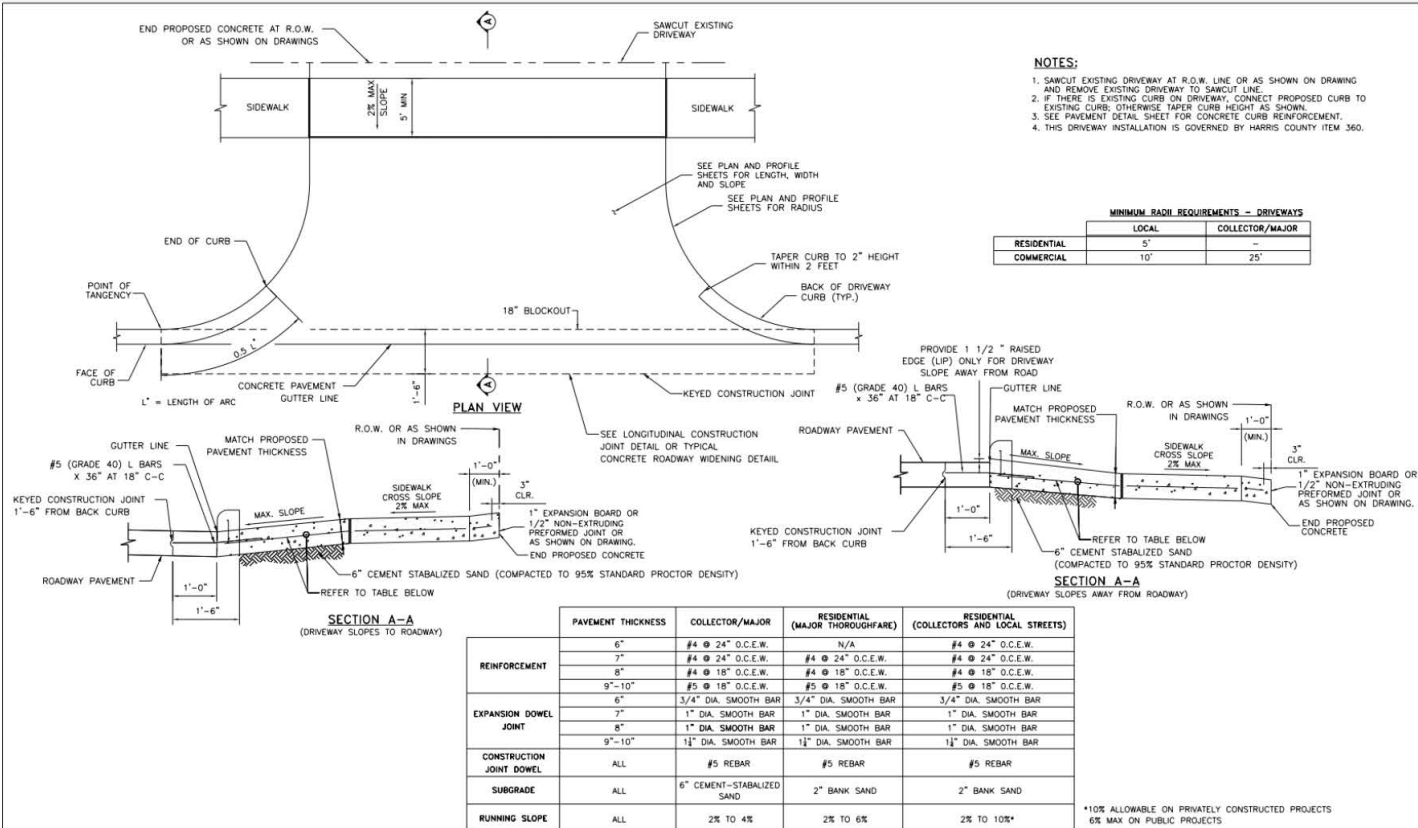 END PROPOSED CONCRETE AT R.O.W.
OR AS SHOWN ON DRAWINGS
A
SAWCUT EXISTING
DRIVEWAY
SIDEWALK
2% MAX
SLOPE
5' MIN
SIDEWALK
SEE PLAN AND PROFILE
SHEETS FOR LENGTH, WIDTH
AND SLOPE
SEE PLAN AND PROFILE
SHEETS FOR RADIUS
END OF CURB
TAPER CURB TO 2" HEIGHT
WITHIN 2 FEET
POINT OF
TANGENCY
BACK OF DRIVEWAY
CURB (TYP.)
18" BLOCKOUT
0.5 L*
FACE OF
CURB
CONCRETE PAVEMENT
GUTTER LINE
1'-6"
A
KEYED CONSTRUCTION JOINT
L* = LENGTH OF ARC
PLAN VIEW
SEE LONGITUDINAL CONSTRUCTION
JOINT DETAIL OR TYPICAL
CONCRETE ROADWAY WIDENING DETAIL
NOTES:
1. SAWCUT EXISTING DRIVEWAY AT R.O.W. LINE OR AS SHOWN ON DRAWING
AND REMOVE EXISTING DRIVEWAY TO SAWCUT LINE.
2. IF THERE IS EXISTING CURB ON DRIVEWAY, CONNECT PROPOSED CURB TO
EXISTING CURB; OTHERWISE TAPER CURB HEIGHT AS SHOWN.
3. SEE PAVEMENT DETAIL SHEET FOR CONCRETE CURB REINFORCEMENT.
4. THIS DRIVEWAY INSTALLATION IS GOVERNED BY HARRIS COUNTY ITEM 360.
MINIMUM RADII REQUIREMENTS - DRIVEWAYS
LOCAL COLLECTOR/MAJOR
RESIDENTIAL 5' -
COMMERCIAL 10' 25'
R.O.W. OR AS SHOWN
IN DRAWINGS
GUTTER LINE
MATCH PROPOSED
PAVEMENT THICKNESS
#5 (GRADE 40) L BARS
X 36" AT 18" C-C
1'-0"
(MIN.)
3"
CLR.
MAX. SLOPE
SIDEWALK
CROSS SLOPE
2% MAX
KEYED CONSTRUCTION JOINT
1'-6" FROM BACK CURB
1" EXPANSION BOARD OR
1/2" NON-EXTRUDING
PREFORMED JOINT OR
AS SHOWN ON DRAWING.
END PROPOSED CONCRETE
ROADWAY PAVEMENT
6" CEMENT STABALIZED SAND (COMPACTED TO 95% STANDARD PROCTOR DENSITY)
1'-0"
REFER TO TABLE BELOW
1'-6"
SECTION A-A
(DRIVEWAY SLOPES TO ROADWAY)
PROVIDE 1 1/2 " RAISED
EDGE (LIP) ONLY FOR DRIVEWAY
SLOPE AWAY FROM ROAD
#5 (GRADE 40) L BARS
x 36" AT 18" C-C
GUTTER LINE
MATCH PROPOSED
PAVEMENT THICKNESS
R.O.W. OR AS SHOWN
IN DRAWINGS
1'-0"
(MIN.)
3"
CLR.
ROADWAY PAVEMENT
MAX. SLOPE
SIDEWALK
CROSS SLOPE
2% MAX
1" EXPANSION BOARD OR
1/2" NON-EXTRUDING
PREFORMED JOINT OR
AS SHOWN ON DRAWING.
END PROPOSED
CONCRETE
KEYED CONSTRUCTION JOINT
1'-6" FROM BACK CURB
1'-0"
1'-6"
REFER TO TABLE BELOW
6" CEMENT STABALIZED SAND
(COMPACTED TO 95% STANDARD PROCTOR DENSITY)
SECTION A-A
(DRIVEWAY SLOPES AWAY FROM ROADWAY)
PAVEMENT THICKNESS COLLECTOR/MAJOR RESIDENTIAL (MAJOR THOROUGHFARE) RESIDENTIAL (COLLECTORS AND LOCAL STREETS)
REINFORCEMENT
6" #4 @ 24" O.C.E.W. N/A #4 @ 24" O.C.E.W.
7" #4 @ 24" O.C.E.W. #4 @ 24" O.C.E.W. #4 @ 24" O.C.E.W.
8" #4 @ 18" O.C.E.W. #4 @ 18" O.C.E.W. #4 @ 18" O.C.E.W.
9"-10" #5 @ 18" O.C.E.W. #5 @ 18" O.C.E.W. #5 @ 18" O.C.E.W.
EXPANSION DOWEL JOINT
6" 3/4" DIA. SMOOTH BAR 3/4" DIA. SMOOTH BAR 3/4" DIA. SMOOTH BAR
7" 1" DIA. SMOOTH BAR 1" DIA. SMOOTH BAR 1" DIA. SMOOTH BAR
8" 1" DIA. SMOOTH BAR 1" DIA. SMOOTH BAR 1" DIA. SMOOTH BAR
9"-10" 1¼" DIA. SMOOTH BAR 1¼" DIA. SMOOTH BAR 1¼" DIA. SMOOTH BAR
CONSTRUCTION JOINT DOWEL ALL #5 REBAR #5 REBAR #5 REBAR
SUBGRADE ALL 6" CEMENT-STABALIZED SAND 2" BANK SAND 2" BANK SAND
RUNNING SLOPE ALL 2% TO 4% 2% TO 6% 2% TO 10%*
*10% ALLOWABLE ON PRIVATELY CONSTRUCTED PROJECTS
6% MAX ON PUBLIC PROJECTS